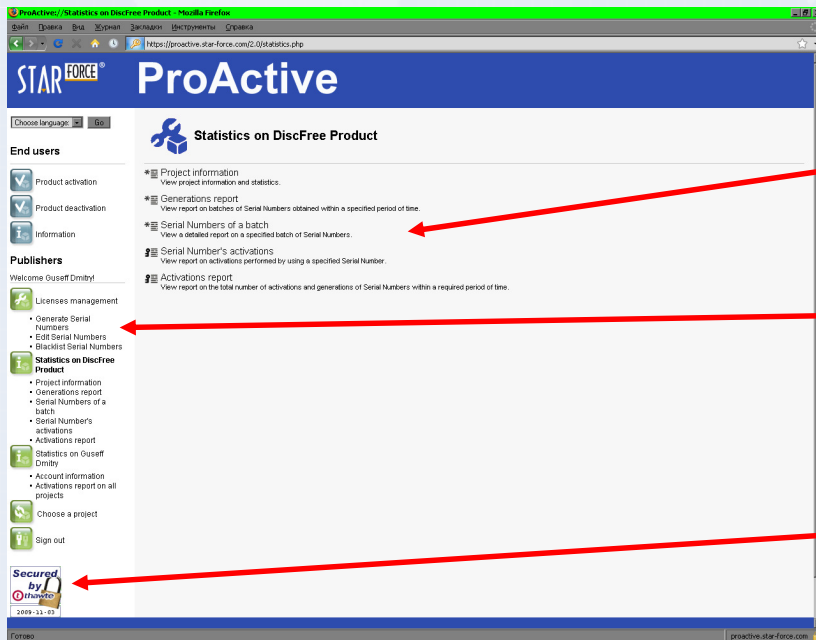 ProActive://Statistics on DiscFree Product - Mozilla Firefox
Файл Правка Вид Журнал Закладки Инструменты Справка
https://proactive.star-force.com/2.0/statistics.php
STAR FORCE® ProActive
Choose language: Go
Statistics on DiscFree Product
End users
Product activation
Product deactivation
Information
Publishers
Welcome Guseff Dmitry!
Licenses management
• Generate Serial
Numbers
• Edit Serial Numbers
• Blacklist Serial Numbers
Statistics on DiscFree
Product
• Project information
• Generations report
• Serial Numbers of a
batch
• Serial Number's
activations
• Activations report
Statistics on Guseff
Dmitry
• Account information
• Activations report on all
projects
Choose a project
Sign out
Secured
by
thawte
2009-11-03
Project information
View project information and statistics.
Generations report
View report on batches of Serial Numbers obtained within a specified period of time.
Serial Numbers of a batch
View a detailed report on a specified batch of Serial Numbers.
Serial Number's activations
View report on activations performed by using a specified Serial Number.
Activations report
View report on the total number of activations and generations of Serial Numbers within a required period of time.
Готово
proactive.star-force.com